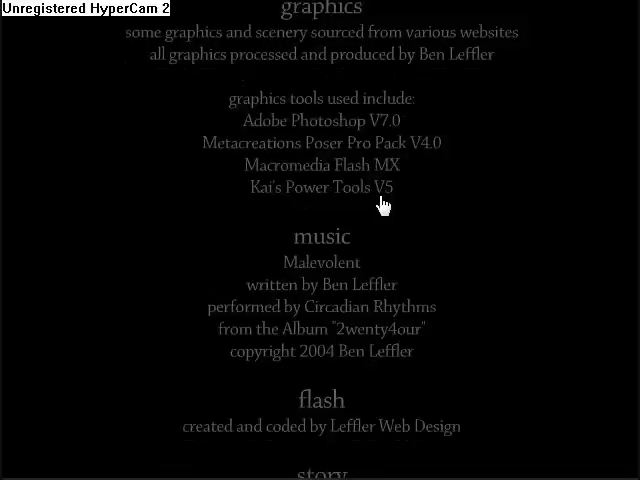 Unregistered HyperCam 2
graphics
some graphics and scenery sourced from various websites
all graphics processed and produced by Ben Leffler
graphics tools used include:
Adobe Photoshop V7.0
Metacreations Poser Pro Pack V4.0
Macromedia Flash MX
Kai's Power Tools V5
music
Malevolent
written by Ben Leffler
performed by Circadian Rhythms
from the Album "2wenty4our"
copyright 2004 Ben Leffler
flash
created and coded by Leffler Web Design
story